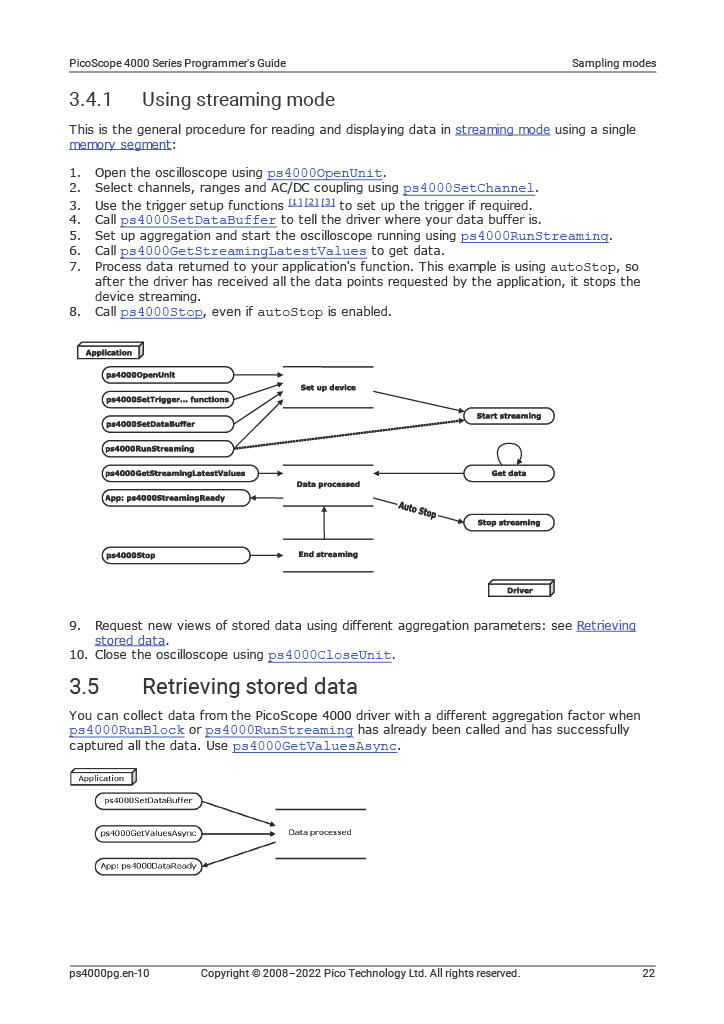 PicoScope 4000 Series Programmer's Guide Sampling modes
3.4.1 Using streaming mode
This is the general procedure for reading and displaying data in streaming mode using a single
memory segment:
1. Open the oscilloscope using ps4000OpenUnit.
2. Select channels, ranges and AC/DC coupling using ps4000SetChannel.
3. Use the trigger setup functions [1] [2] [3] to set up the trigger if required.
4. Call ps4000SetDataBuffer to tell the driver where your data buffer is.
5. Set up aggregation and start the oscilloscope running using ps4000RunStreaming.
6. Call ps4000GetStreamingLatestValues to get data.
7. Process data returned to your application's function. This example is using autoStop, so
after the driver has received all the data points requested by the application, it stops the
device streaming.
8. Call ps4000Stop, even if autoStop is enabled.
Application
ps4000OpenUnit
ps4000SetTrigger... functions
ps4000SetDataBuffer
ps4000RunStreaming
ps4000GetStreamingLatestValues
App: ps4000StreamingReady
ps4000Stop
Set up device
Data processed
End streaming
Start streaming
Get data
Auto Stop
Stop streaming
Driver
9. Request new views of stored data using different aggregation parameters: see Retrieving
stored data.
10. Close the oscilloscope using ps4000CloseUnit.
3.5 Retrieving stored data
You can collect data from the PicoScope 4000 driver with a different aggregation factor when
ps4000RunBlock or ps4000RunStreaming has already been called and has successfully
captured all the data. Use ps4000GetValuesAsync.
Application
ps4000SetDataBuffer
ps4000GetValuesAsync
App: ps4000DataReady
Data processed
ps4000pg.en-10 Copyright © 2008–2022 Pico Technology Ltd. All rights reserved. 22